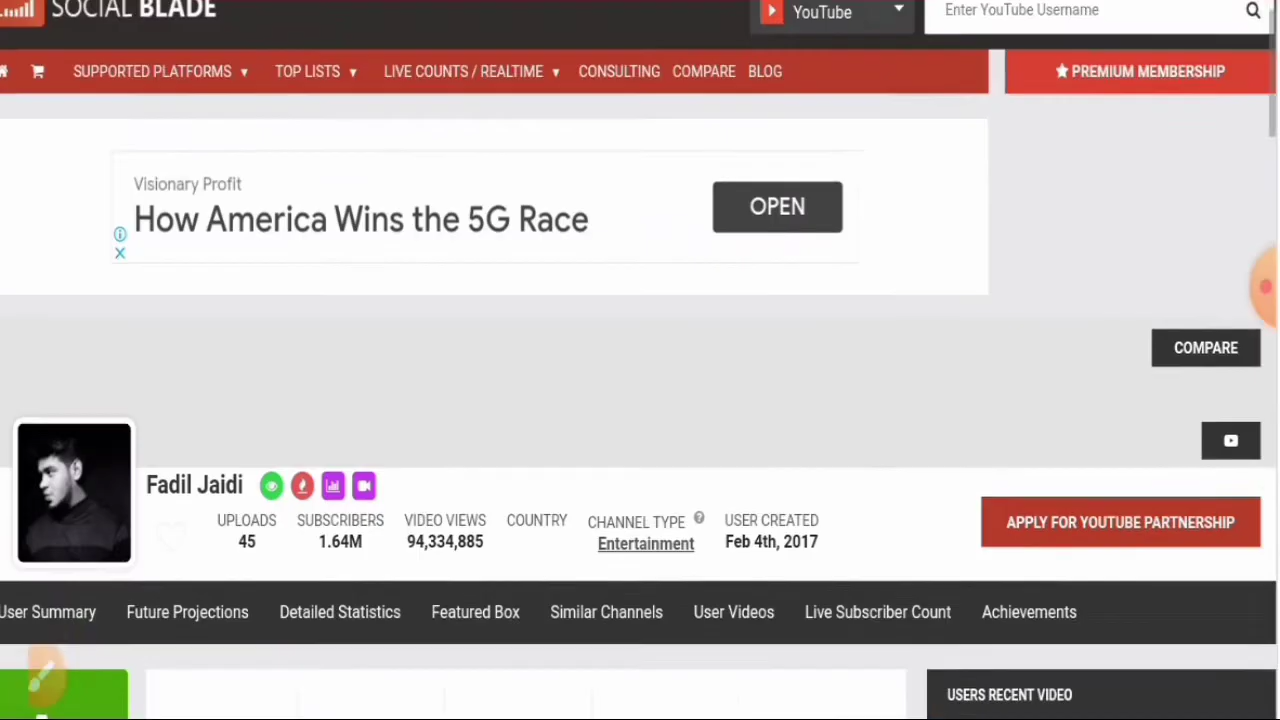 SOCIAL BLADE
YouTube
Enter YouTube Username
SUPPORTED PLATFORMS ▾ TOP LISTS ▾ LIVE COUNTS / REALTIME ▾ CONSULTING COMPARE BLOG
★ PREMIUM MEMBERSHIP
Visionary Profit
How America Wins the 5G Race
OPEN
COMPARE
Fadil Jaidi
UPLOADS SUBSCRIBERS VIDEO VIEWS COUNTRY CHANNEL TYPE USER CREATED
45 1.64M 94,334,885 Entertainment Feb 4th, 2017
APPLY FOR YOUTUBE PARTNERSHIP
User Summary Future Projections Detailed Statistics Featured Box Similar Channels User Videos Live Subscriber Count Achievements
USERS RECENT VIDEO